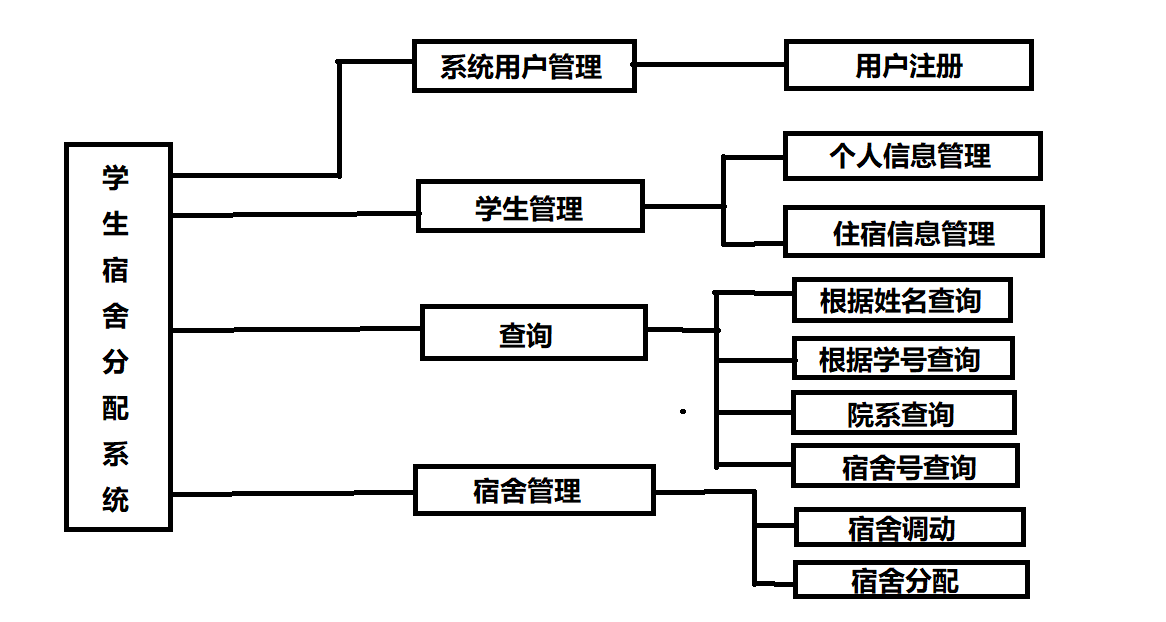 学生宿舍分配系统
系统用户管理
用户注册
学生管理
个人信息管理
住宿信息管理
查询
根据姓名查询
根据学号查询
院系查询
宿舍号查询
宿舍管理
宿舍调动
宿舍分配